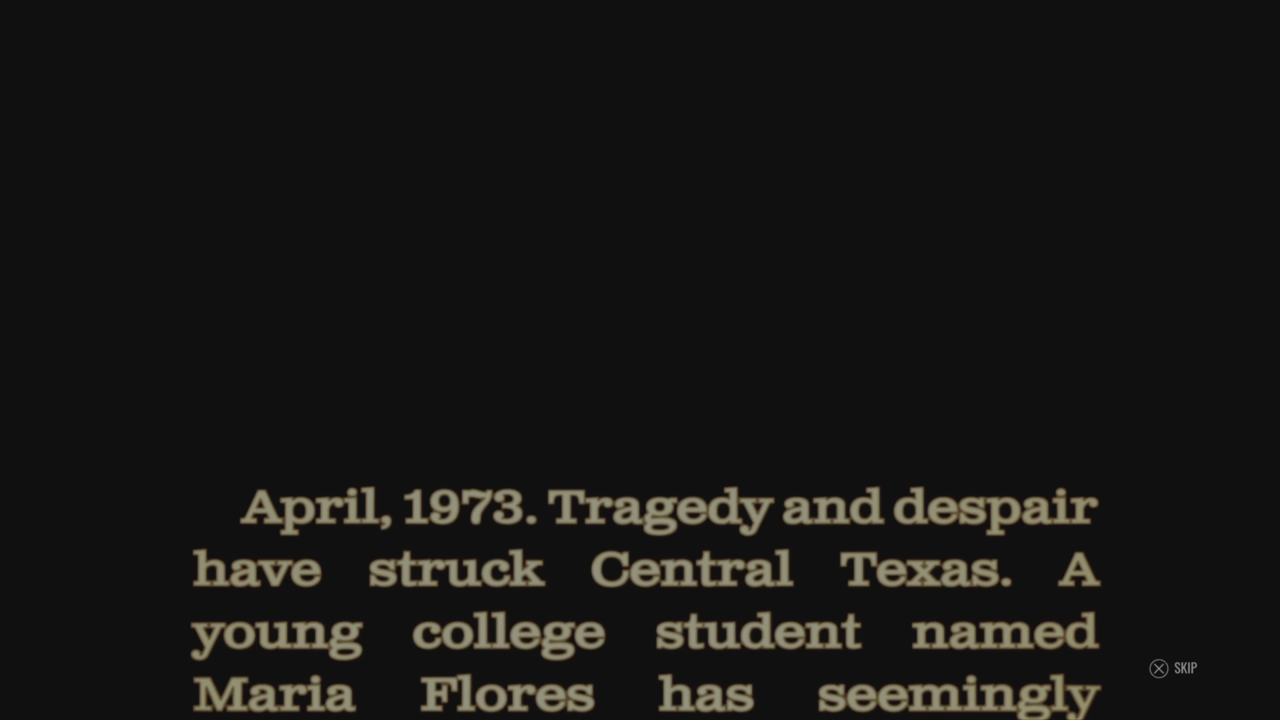 April, 1973. Tragedy and despair
have struck Central Texas. A
young college student named
Maria Flores has seemingly
SKIP